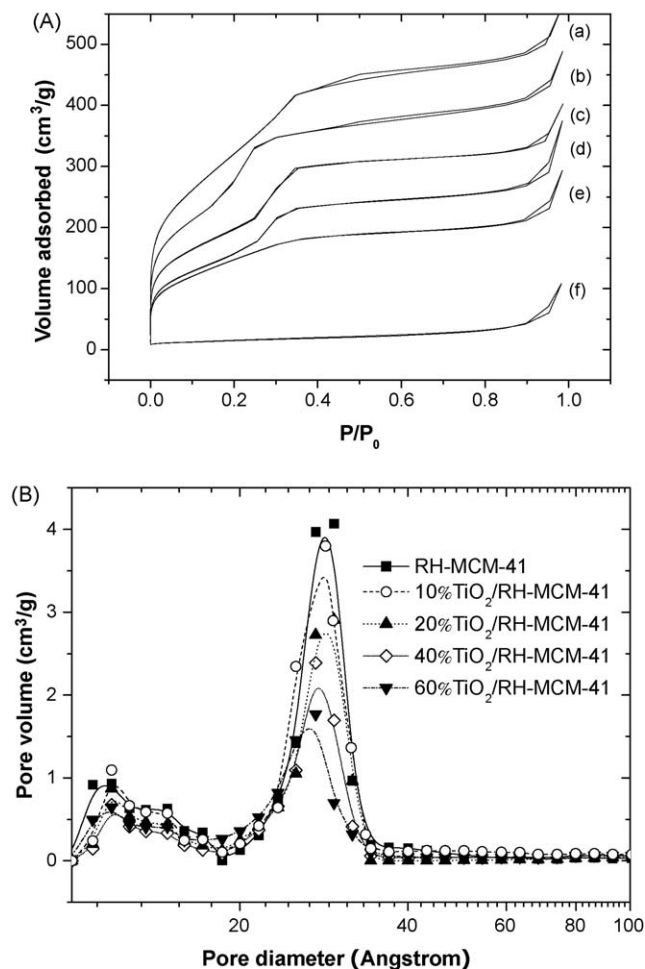 (A)
500
400
300
200
100
0
Volume adsorbed (cm³/g)
(a)
(b)
(c)
(d)
(e)
(f)
0.0 0.2 0.4 0.6 0.8 1.0
P/P₀
(B)
4
3
2
1
0
Pore volume (cm³/g)
RH-MCM-41
10%TiO₂/RH-MCM-41
20%TiO₂/RH-MCM-41
40%TiO₂/RH-MCM-41
60%TiO₂/RH-MCM-41
20 40 60 80 100
Pore diameter (Angstrom)